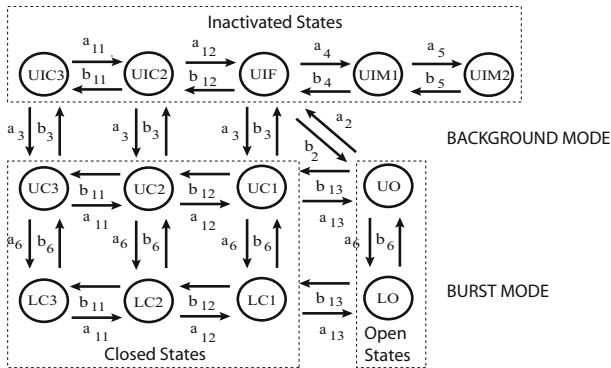 Inactivated States
a11 a12 a4 a5
UIC3 UIC2 UIF UIM1 UIM2
b11 b12 b4 b5
a3 b3 a3 b3 a3 b3 a2 b2
BACKGROUND MODE
UC3 UC2 UC1 UO
b11 b12 b13
a11 a12 a13
a6 b6 a6 b6 a6 b6 a6 b6
LC3 LC2 LC1 LO
BURST MODE
b11 b12 b13
a11 a12 a13
Closed States
Open
States